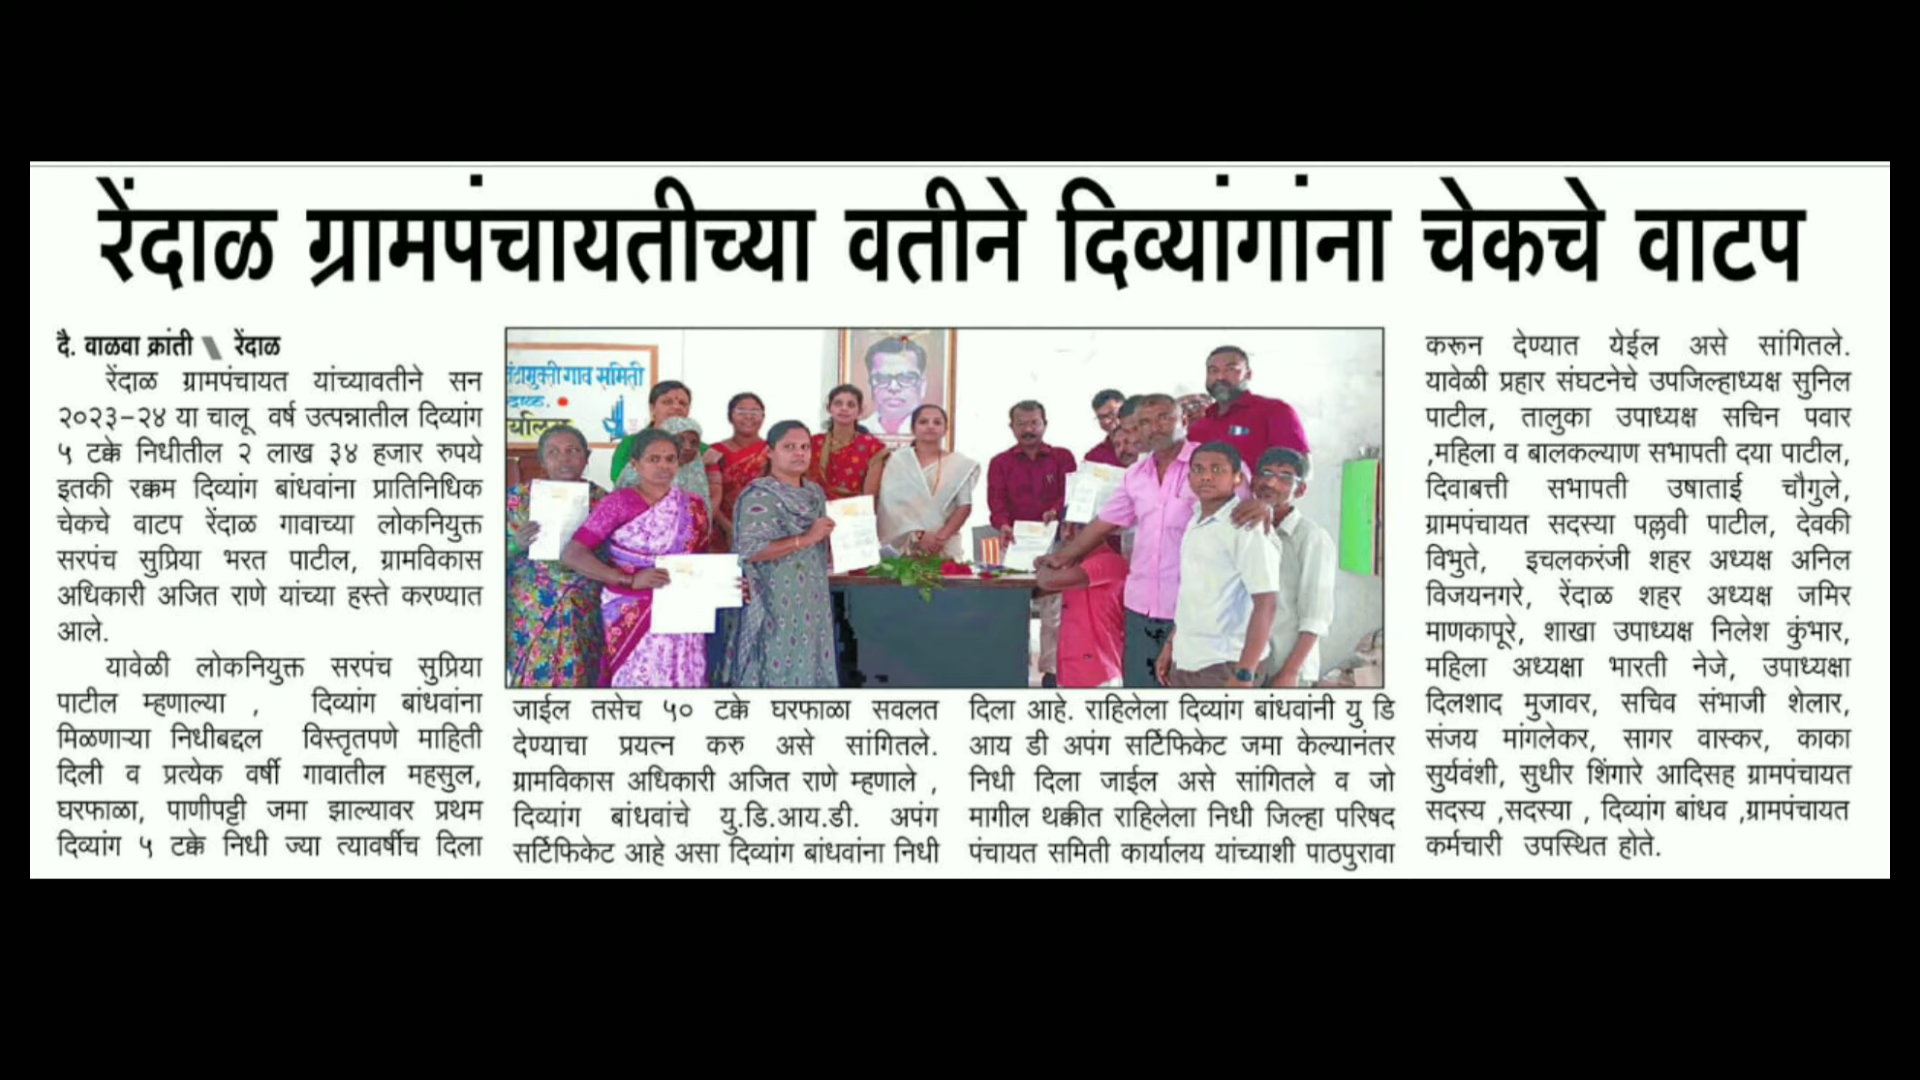 रेंदाळ ग्रामपंचायतीच्या वतीने दिव्यांगांना चेकचे वाटप
दै. वाळवा क्रांती \ रेंदाळ
रेंदाळ ग्रामपंचायत यांच्यावतीने सन
२०२३-२४ या चालू वर्ष उत्पन्नातील दिव्यांग
५ टक्के निधीतील २ लाख ३४ हजार रुपये
इतकी रक्कम दिव्यांग बांधवांना प्रातिनिधिक
चेकचे वाटप रेंदाळ गावाच्या लोकनियुक्त
सरपंच सुप्रिया भरत पाटील, ग्रामविकास
अधिकारी अजित राणे यांच्या हस्ते करण्यात
आले.
यावेळी लोकनियुक्त सरपंच सुप्रिया
पाटील म्हणाल्या , दिव्यांग बांधवांना
मिळणाऱ्या निधीबद्दल विस्तृतपणे माहिती
दिली व प्रत्येक वर्षी गावातील महसुल,
घरफाळा, पाणीपट्टी जमा झाल्यावर प्रथम
दिव्यांग ५ टक्के निधी ज्या त्यावर्षीच दिला
ंटामुक्ती गाव समिती
र्यालय
जाईल तसेच ५० टक्के घरफाळा सवलत
देण्याचा प्रयत्न करु असे सांगितले.
ग्रामविकास अधिकारी अजित राणे म्हणाले ,
दिव्यांग बांधवांचे यु.डि.आय.डी. अपंग
सर्टिफिकेट आहे असा दिव्यांग बांधवांना निधी
दिला आहे. राहिलेला दिव्यांग बांधवांनी यु डि
आय डी अपंग सर्टिफिकेट जमा केल्यानंतर
निधी दिला जाईल असे सांगितले व जो
मागील थक्कीत राहिलेला निधी जिल्हा परिषद
पंचायत समिती कार्यालय यांच्याशी पाठपुरावा
करून देण्यात येईल असे सांगितले.
यावेळी प्रहार संघटनेचे उपजिल्हाध्यक्ष सुनिल
पाटील, तालुका उपाध्यक्ष सचिन पवार
,महिला व बालकल्याण सभापती दया पाटील,
दिवाबत्ती सभापती उषाताई चौगुले,
ग्रामपंचायत सदस्या पल्लवी पाटील, देवकी
विभुते, इचलकरंजी शहर अध्यक्ष अनिल
विजयनगरे, रेंदाळ शहर अध्यक्ष जमिर
माणकापूरे, शाखा उपाध्यक्ष निलेश कुंभार,
महिला अध्यक्षा भारती नेजे, उपाध्यक्षा
दिलशाद मुजावर, सचिव संभाजी शेलार,
संजय मांगलेकर, सागर वास्कर, काका
सुर्यवंशी, सुधीर शिंगारे आदिसह ग्रामपंचायत
सदस्य ,सदस्या , दिव्यांग बांधव ,ग्रामपंचायत
कर्मचारी उपस्थित होते.